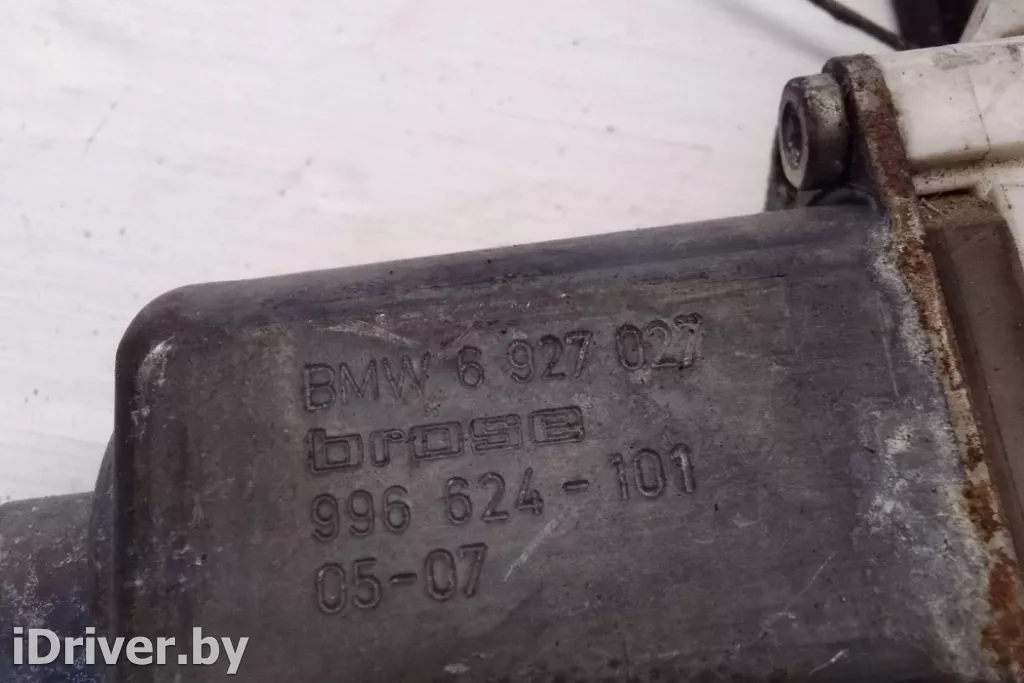 BMW 6 927 027
brose
996 624-101
05-07
iDriver.by